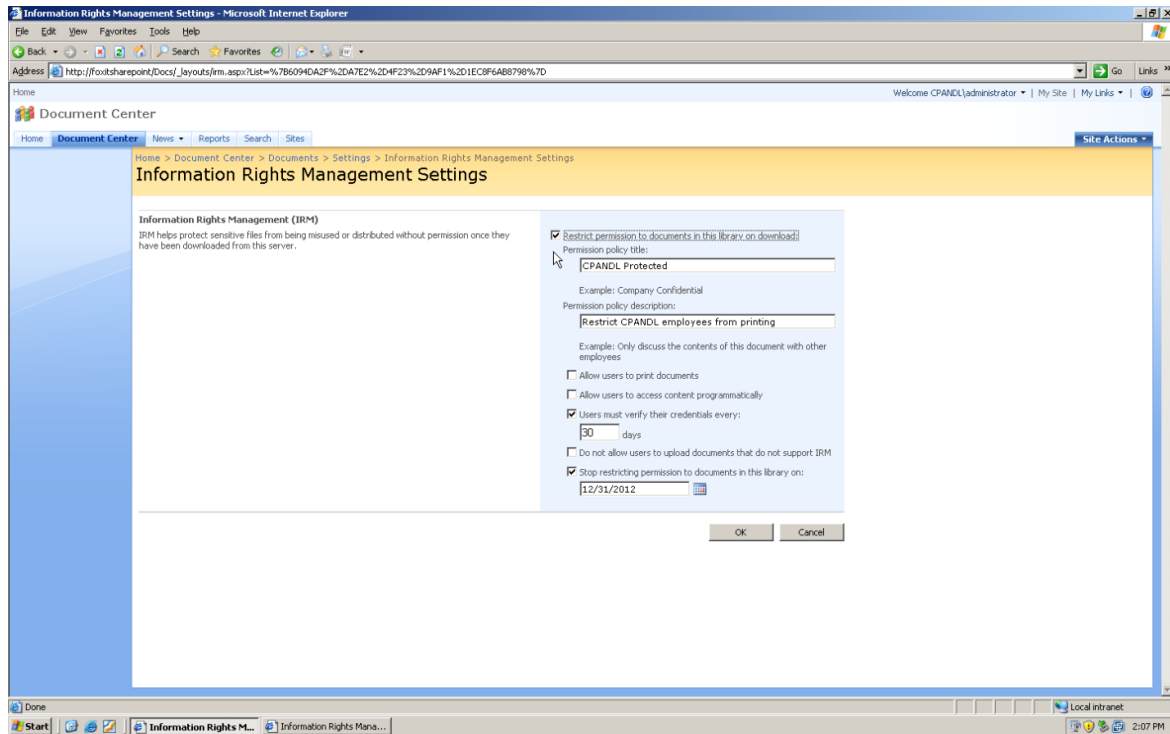 Information Rights Management Settings - Microsoft Internet Explorer
File Edit View Favorites Tools Help
Back Search Favorites
Address http://foxitsharepoint/Docs/_layouts/irm.aspx?List=%7B6094DA2F%2DA7E2%2D4F23%2D9AF1%2D1EC8F6AB8798%7D Go Links »
Home Welcome CPANDL\administrator | My Site | My Links |
Document Center
Home Document Center News Reports Search Sites Site Actions
Home > Document Center > Documents > Settings > Information Rights Management Settings
Information Rights Management Settings
Information Rights Management (IRM)
IRM helps protect sensitive files from being misused or distributed without permission once they
have been downloaded from this server.
Restrict permission to documents in this library on download:
Permission policy title:
CPANDL Protected
Example: Company Confidential
Permission policy description:
Restrict CPANDL employees from printing
Example: Only discuss the contents of this document with other
employees
Allow users to print documents
Allow users to access content programmatically
Users must verify their credentials every:
30 days
Do not allow users to upload documents that do not support IRM
Stop restricting permission to documents in this library on:
12/31/2012
OK Cancel
Done Local intranet
Start Information Rights M... Information Rights Mana... 2:07 PM